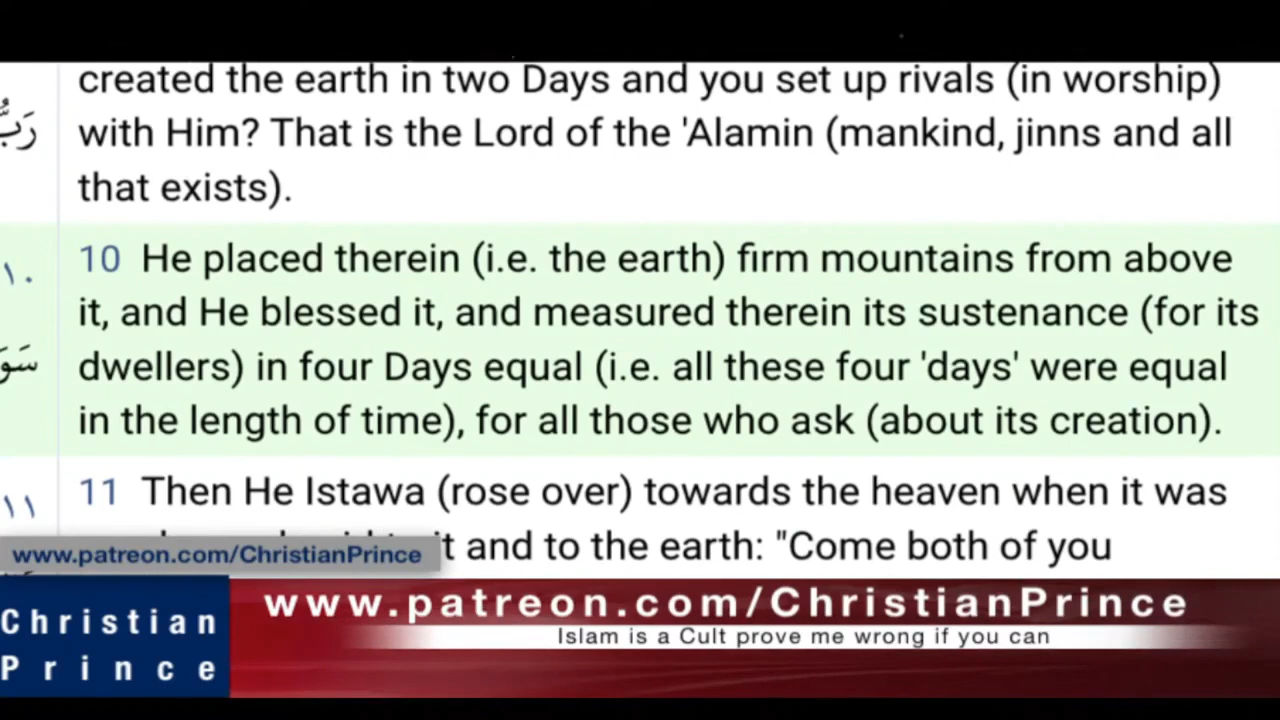 created the earth in two Days and you set up rivals (in worship)
رَبُّ
with Him? That is the Lord of the 'Alamin (mankind, jinns and all
that exists).
١٠
10 He placed therein (i.e. the earth) firm mountains from above
it, and He blessed it, and measured therein its sustenance (for its
dwellers) in four Days equal (i.e. all these four 'days' were equal
in the length of time), for all those who ask (about its creation).
١١
11 Then He Istawa (rose over) towards the heaven when it was
it and to the earth: "Come both of you
www.patreon.com/ChristianPrince
Christian
Prince
www.patreon.com/ChristianPrince
Islam is a Cult prove me wrong if you can